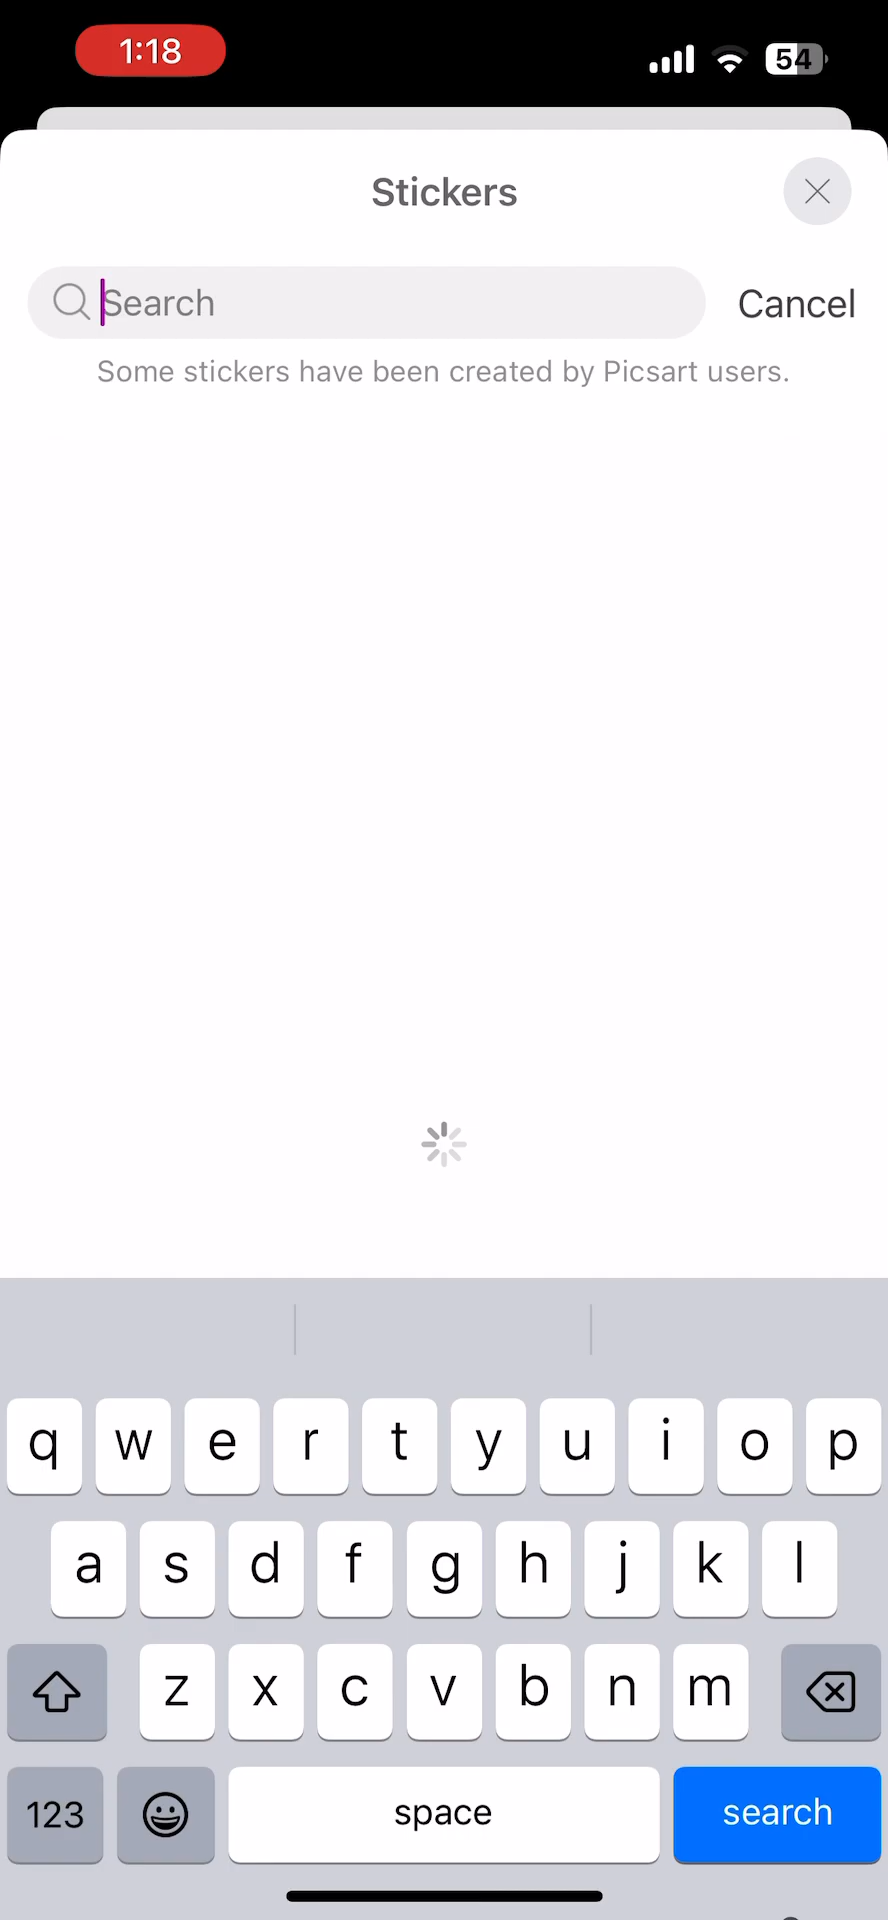 1:18
54
Stickers
Search
Cancel
Some stickers have been created by Picsart users.
q w e r t y u i o p
a s d f g h j k l
z x c v b n m
123 space search